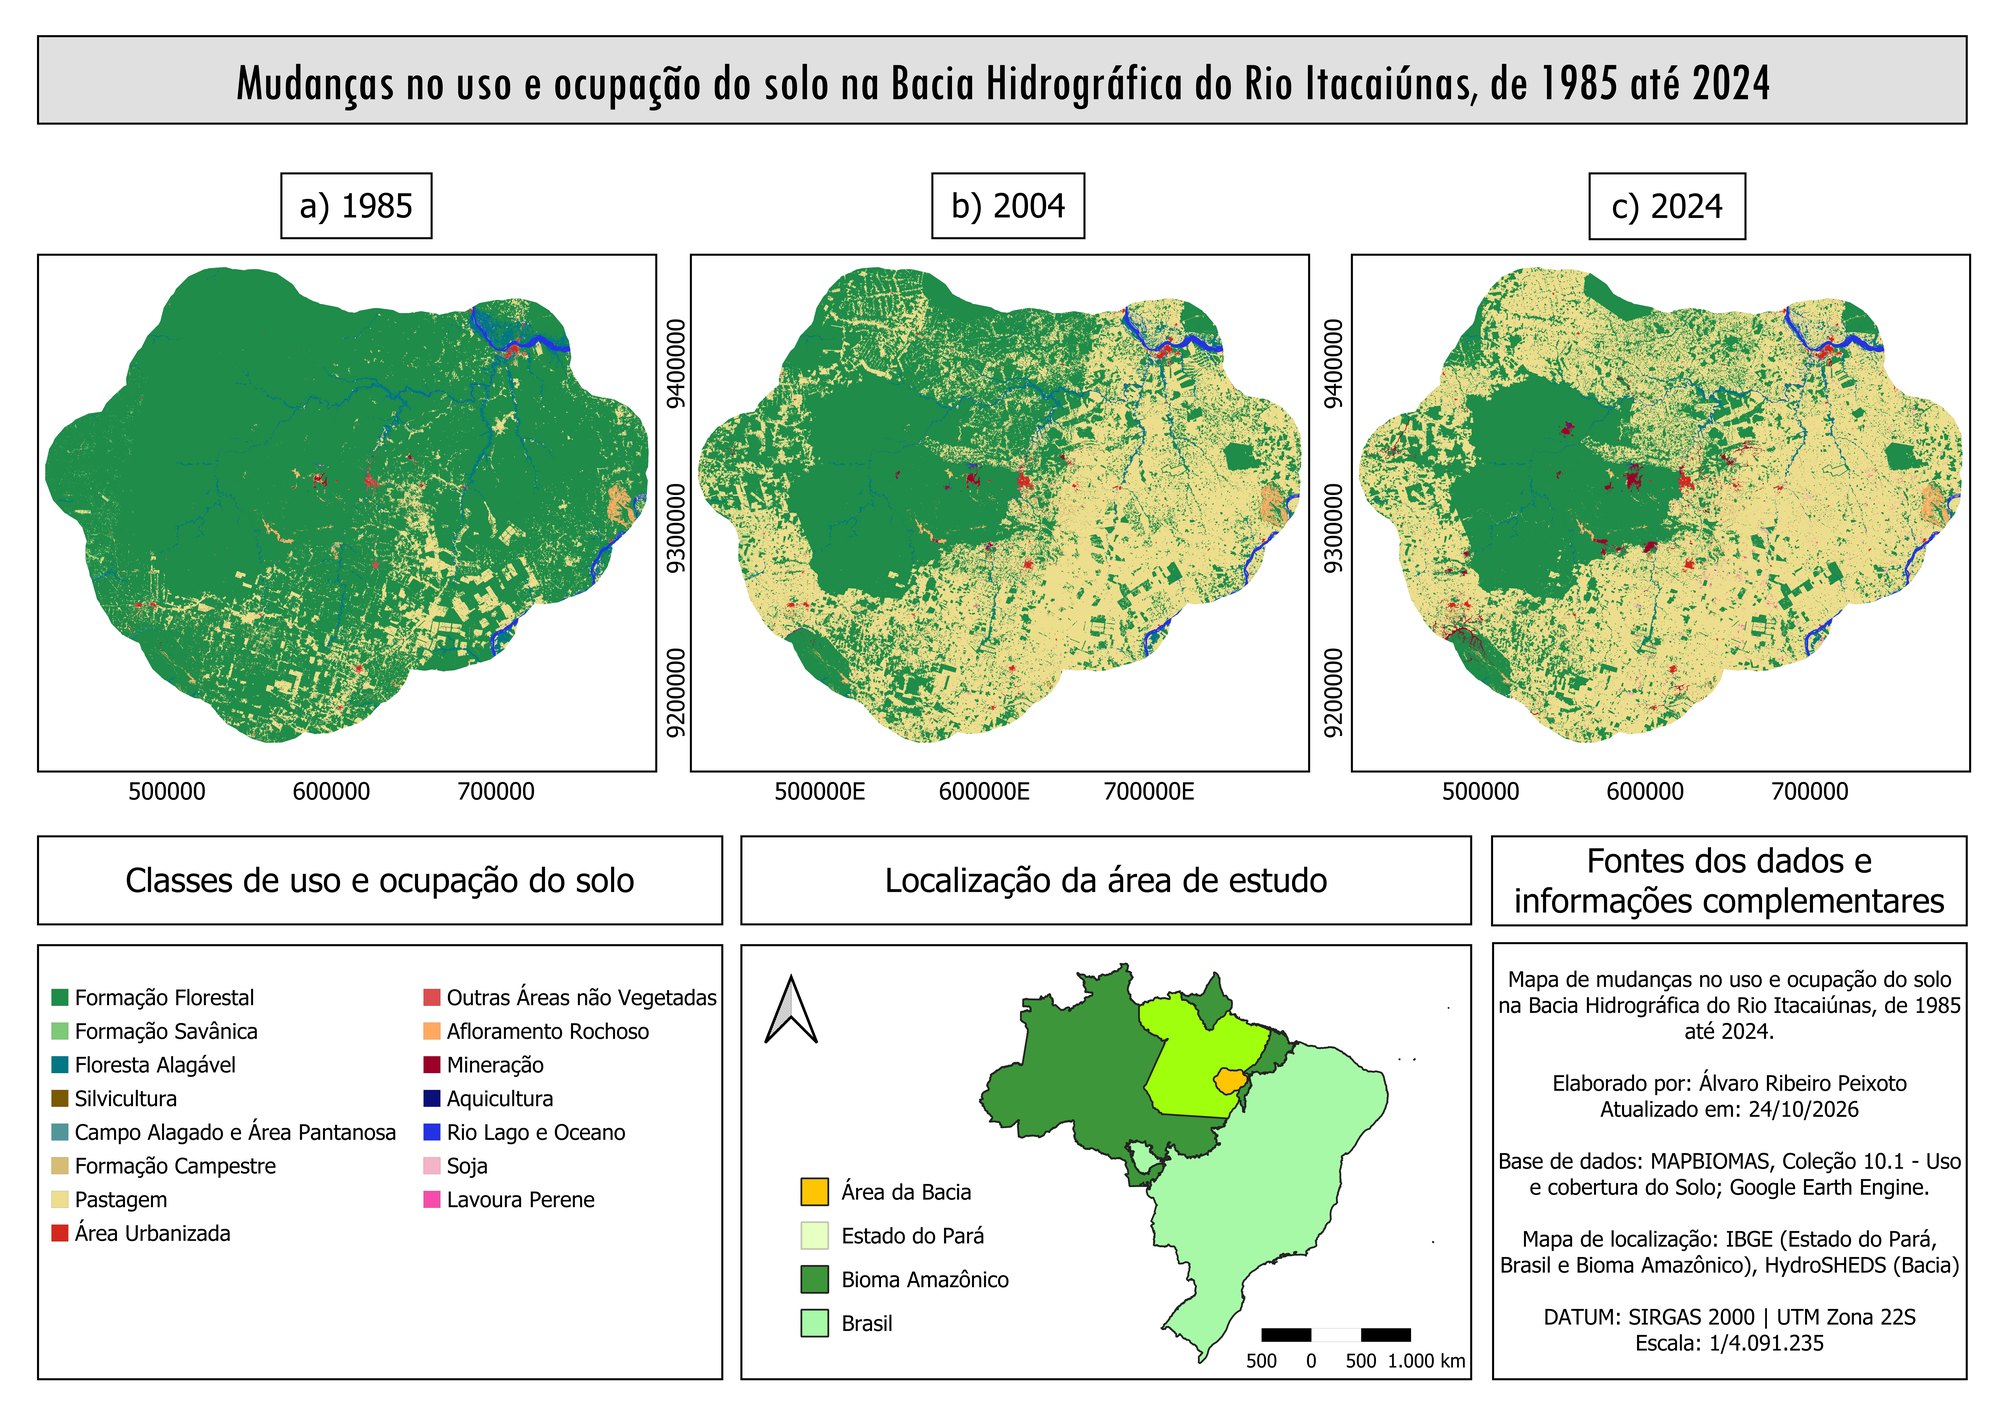 Mudanças no uso e ocupação do solo na Bacia Hidrográfica do Rio Itacaiúnas, de 1985 até 2024
a) 1985
b) 2004
c) 2024
9400000
9300000
9200000
9400000
9300000
9200000
500000
600000
700000
500000E
600000E
700000E
500000
600000
700000
Classes de uso e ocupação do solo
Formação Florestal
Formação Savânica
Floresta Alagável
Silvicultura
Campo Alagado e Área Pantanosa
Formação Campestre
Pastagem
Área Urbanizada
Outras Áreas não Vegetadas
Afloramento Rochoso
Mineração
Aquicultura
Rio Lago e Oceano
Soja
Lavoura Perene
Localização da área de estudo
Área da Bacia
Estado do Pará
Bioma Amazônico
Brasil
500 0 500 1.000 km
Fontes dos dados e
informações complementares
Mapa de mudanças no uso e ocupação do solo
na Bacia Hidrográfica do Rio Itacaiúnas, de 1985
até 2024.
Elaborado por: Álvaro Ribeiro Peixoto
Atualizado em: 24/10/2026
Base de dados: MAPBIOMAS, Coleção 10.1 - Uso
e cobertura do Solo; Google Earth Engine.
Mapa de localização: IBGE (Estado do Pará,
Brasil e Bioma Amazônico), HydroSHEDS (Bacia)
DATUM: SIRGAS 2000 | UTM Zona 22S
Escala: 1/4.091.235